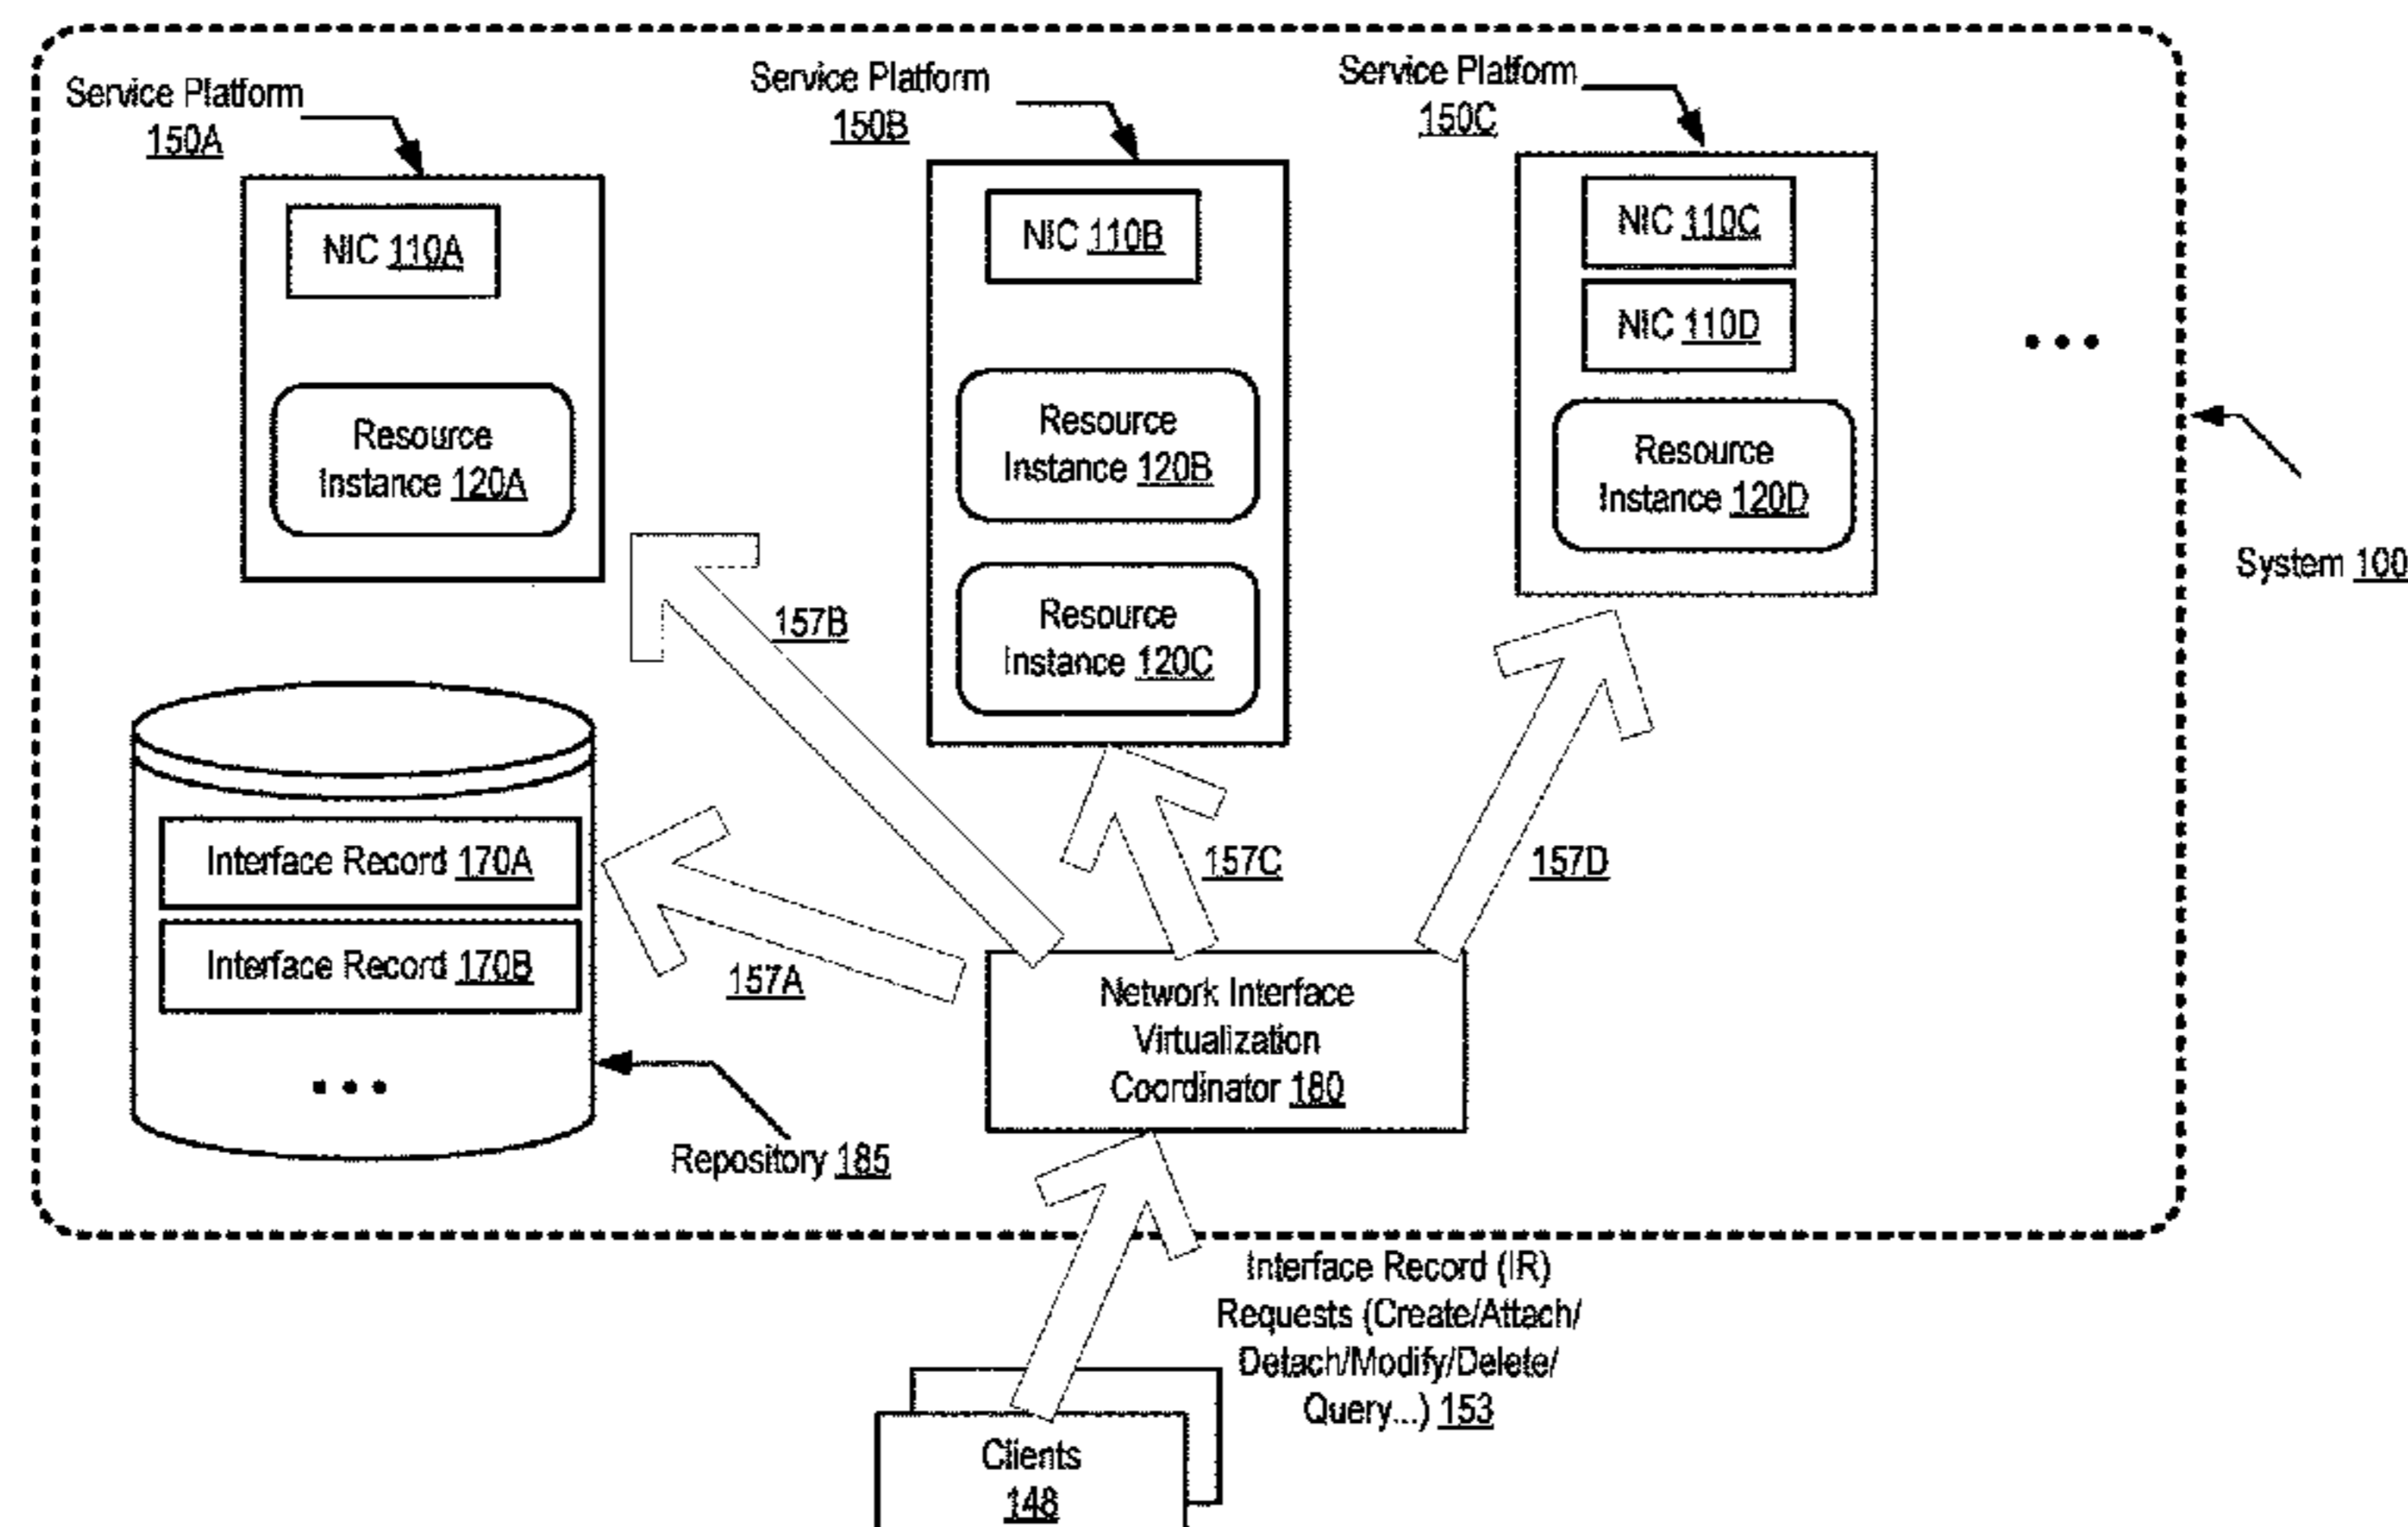 Service Platform
150A
Service Platform
150B
Service Platform
150C
NIC 110A
NIC 110B
NIC 110C
NIC 110D
Resource
Instance 120A
Resource
Instance 120B
Resource
Instance 120C
Resource
Instance 120D
...
System 100
157B
157C
157D
157A
Interface Record 170A
Interface Record 170B
...
Repository 185
Network Interface
Virtualization
Coordinator 180
Interface Record (IR)
Requests (Create/Attach/
Detach/Modify/Delete/
Query...) 153
Clients
148